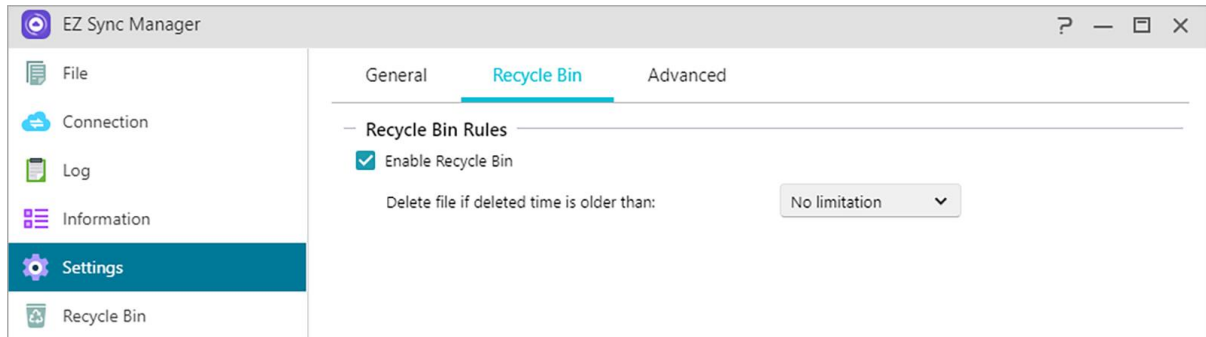 EZ Sync Manager
File
Connection
Log
Information
Settings
Recycle Bin
General Recycle Bin Advanced
Recycle Bin Rules
Enable Recycle Bin
Delete file if deleted time is older than: No limitation